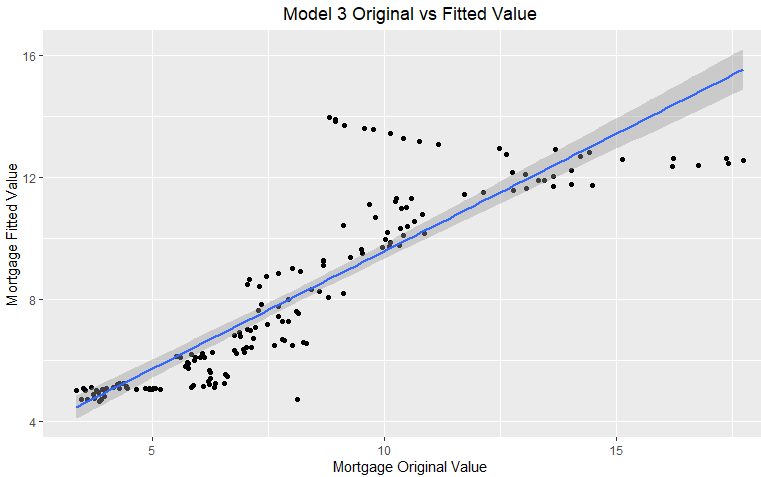 Model 3 Original vs Fitted Value
16
12
8
4
Mortgage Fitted Value
5
10
15
Mortgage Original Value